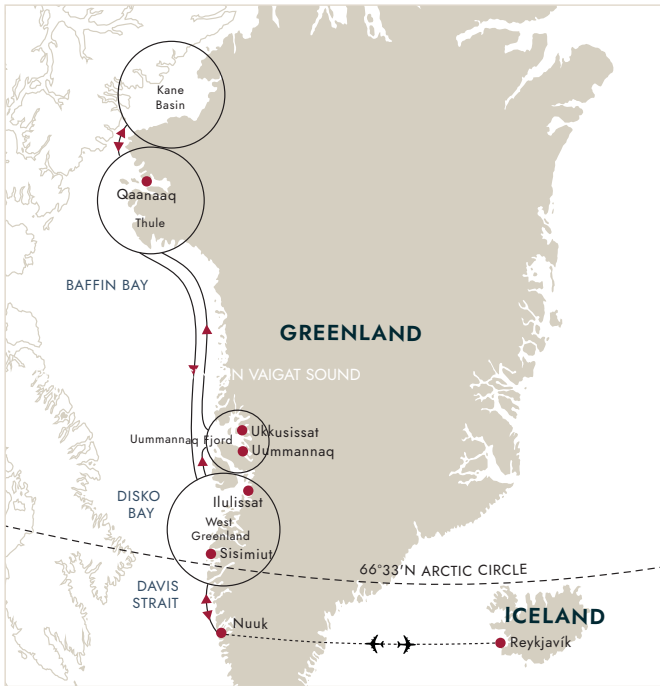 Kane
Basin
Qaanaaq
Thule
BAFFIN BAY
GREENLAND
N VAIGAT SOUND
Ukkusissat
Uummannaq Fjord
Uummannaq
DISKO
BAY
Ilulissat
West
Greenland
Sisimiut
66°33'N ARCTIC CIRCLE
DAVIS
STRAIT
Nuuk
ICELAND
Reykjavík